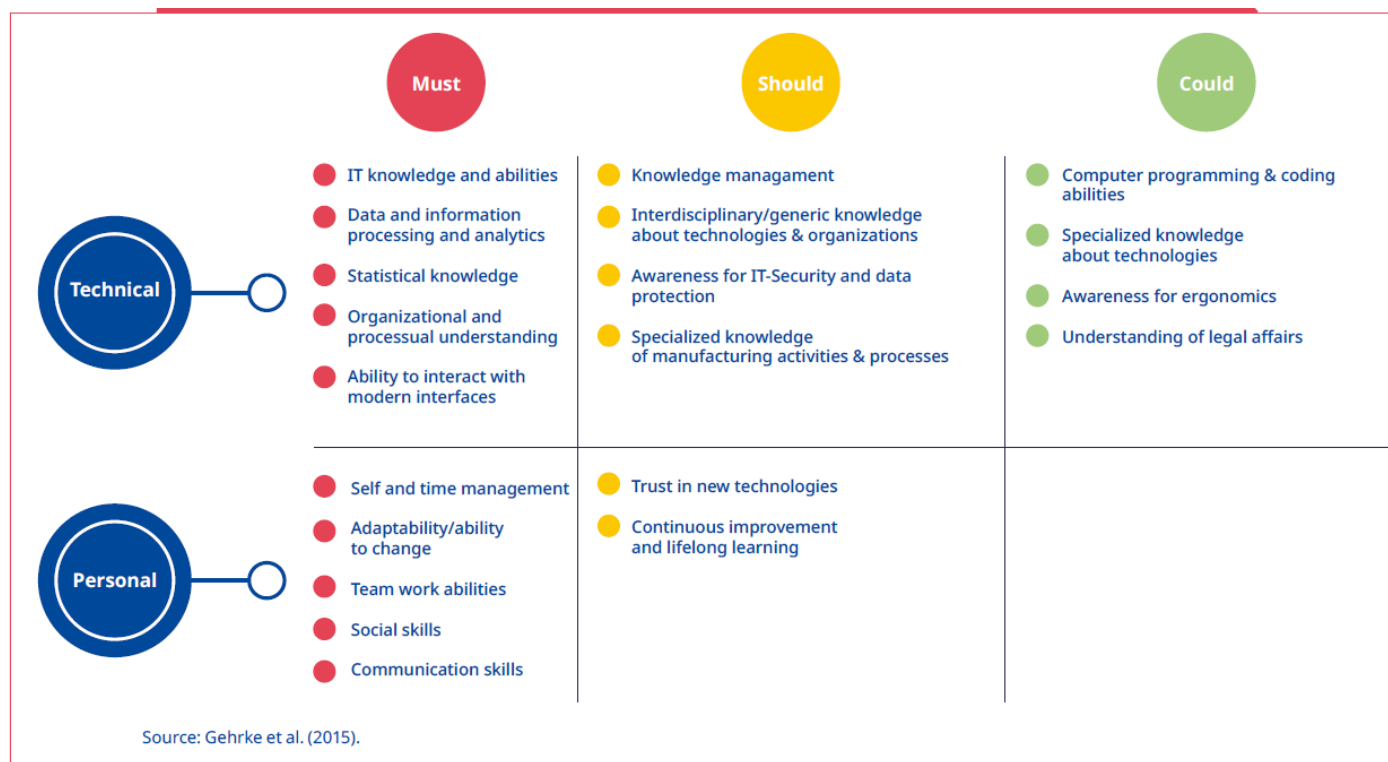 Must
Should
Could
Technical
IT knowledge and abilities
Data and information
processing and analytics
Statistical knowledge
Organizational and
processual understanding
Ability to interact with
modern interfaces
Knowledge managament
Interdisciplinary/generic knowledge
about technologies & organizations
Awareness for IT-Security and data
protection
Specialized knowledge
of manufacturing activities & processes
Computer programming & coding
abilities
Specialized knowledge
about technologies
Awareness for ergonomics
Understanding of legal affairs
Personal
Self and time management
Adaptability/ability
to change
Team work abilities
Social skills
Communication skills
Trust in new technologies
Continuous improvement
and lifelong learning
Source: Gehrke et al. (2015).